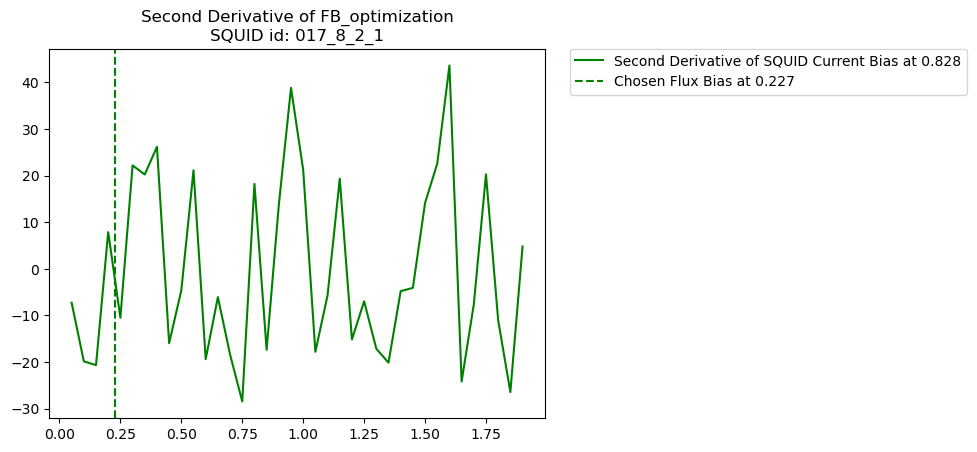 Second Derivative of FB_optimization
SQUID id: 017_8_2_1
Second Derivative of SQUID Current Bias at 0.828
Chosen Flux Bias at 0.227
40
30
20
10
0
−10
−20
−30
0.00 0.25 0.50 0.75 1.00 1.25 1.50 1.75